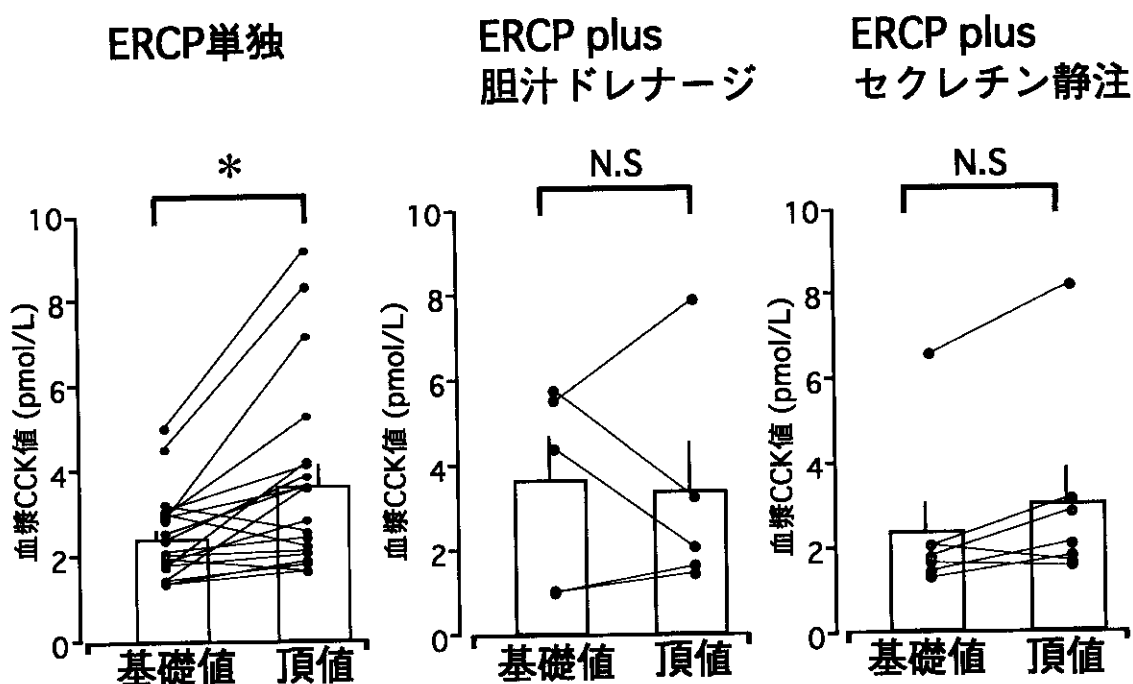 ERCP単独
*
10
8
6
4
2
0
血漿CCK値 (pmol/L)
基礎値
頂値
ERCP plus
胆汁ドレナージ
N.S
10
8
6
4
2
0
血漿CCK値 (pmol/L)
基礎値
頂値
ERCP plus
セクレチン静注
N.S
10
8
6
4
2
0
血漿CCK値 (pmol/L)
基礎値
頂値